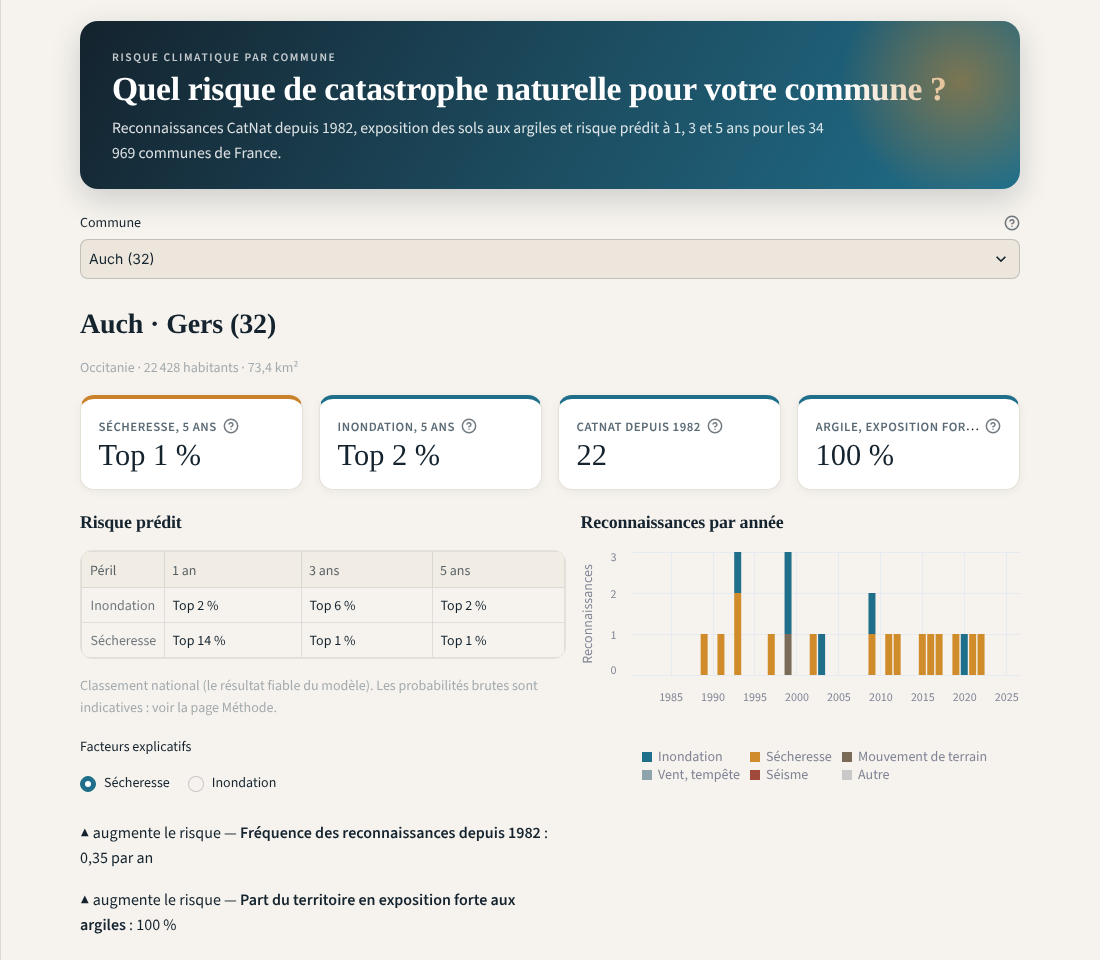 RISQUE CLIMATIQUE PAR COMMUNE
Quel risque de catastrophe naturelle pour votre commune ?
Reconnaissances CatNat depuis 1982, exposition des sols aux argiles et risque prédit à 1, 3 et 5 ans pour les 34
969 communes de France.
Commune
Auch (32)
Auch · Gers (32)
Occitanie · 22 428 habitants · 73,4 km²
SÉCHERESSE, 5 ANS
Top 1 %
INONDATION, 5 ANS
Top 2 %
CATNAT DEPUIS 1982
22
ARGILE, EXPOSITION FOR…
100 %
Risque prédit
Péril 1 an 3 ans 5 ans
Inondation Top 2 % Top 6 % Top 2 %
Sécheresse Top 14 % Top 1 % Top 1 %
Classement national (le résultat fiable du modèle). Les probabilités brutes sont
indicatives : voir la page Méthode.
Facteurs explicatifs
Sécheresse Inondation
▲ augmente le risque — Fréquence des reconnaissances depuis 1982 :
0,35 par an
▲ augmente le risque — Part du territoire en exposition forte aux
argiles : 100 %
Reconnaissances par année
Reconnaissances
3
2
1
0
1985 1990 1995 2000 2005 2010 2015 2020 2025
Inondation Sécheresse Mouvement de terrain
Vent, tempête Séisme Autre